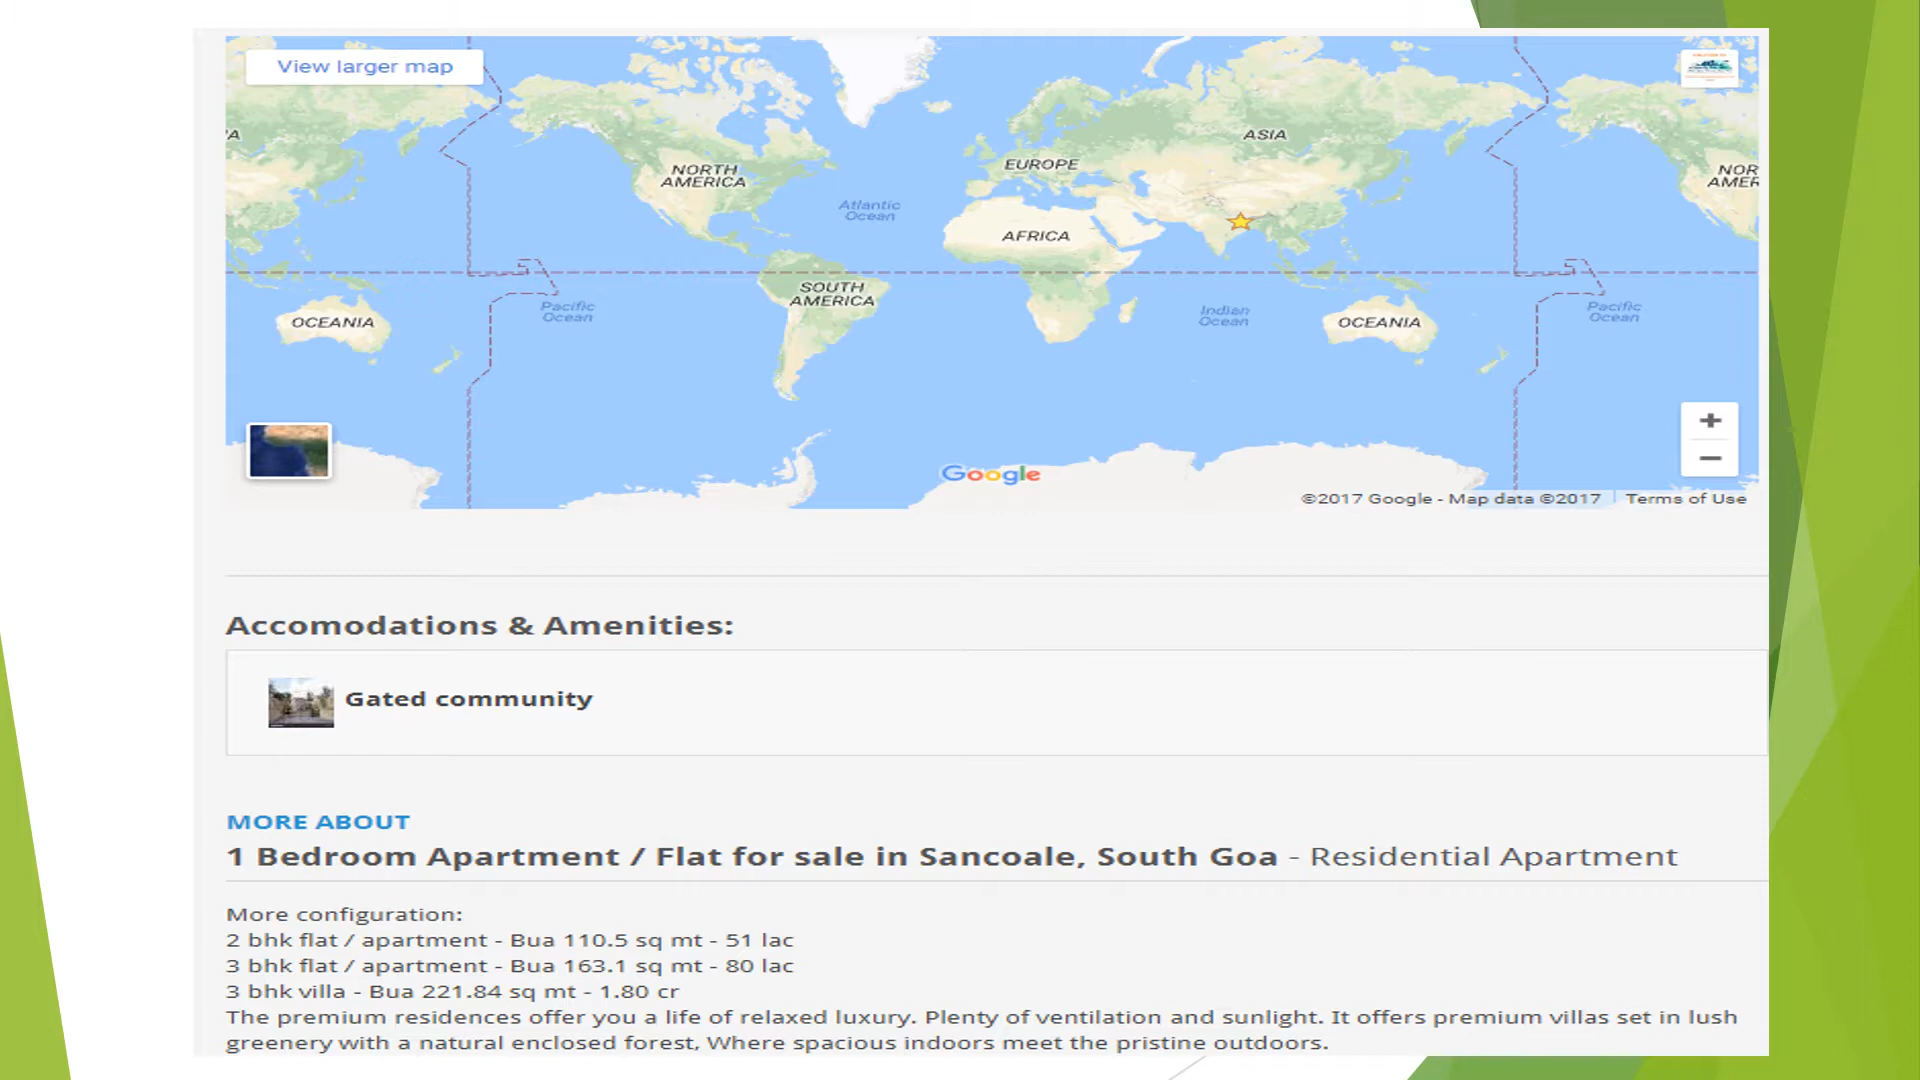 View larger map
A
NORTH
AMERICA
Atlantic
Ocean
EUROPE
ASIA
NOR
AMER
AFRICA
SOUTH
AMERICA
OCEANIA
Pacific
Ocean
Indian
Ocean
OCEANIA
Pacific
Ocean
Google
+
−
©2017 Google - Map data ©2017 Terms of Use
Accomodations & Amenities:
Gated community
MORE ABOUT
1 Bedroom Apartment / Flat for sale in Sancoale, South Goa - Residential Apartment
More configuration:
2 bhk flat / apartment - Bua 110.5 sq mt - 51 lac
3 bhk flat / apartment - Bua 163.1 sq mt - 80 lac
3 bhk villa - Bua 221.84 sq mt - 1.80 cr
The premium residences offer you a life of relaxed luxury. Plenty of ventilation and sunlight. It offers premium villas set in lush
greenery with a natural enclosed forest, Where spacious indoors meet the pristine outdoors.